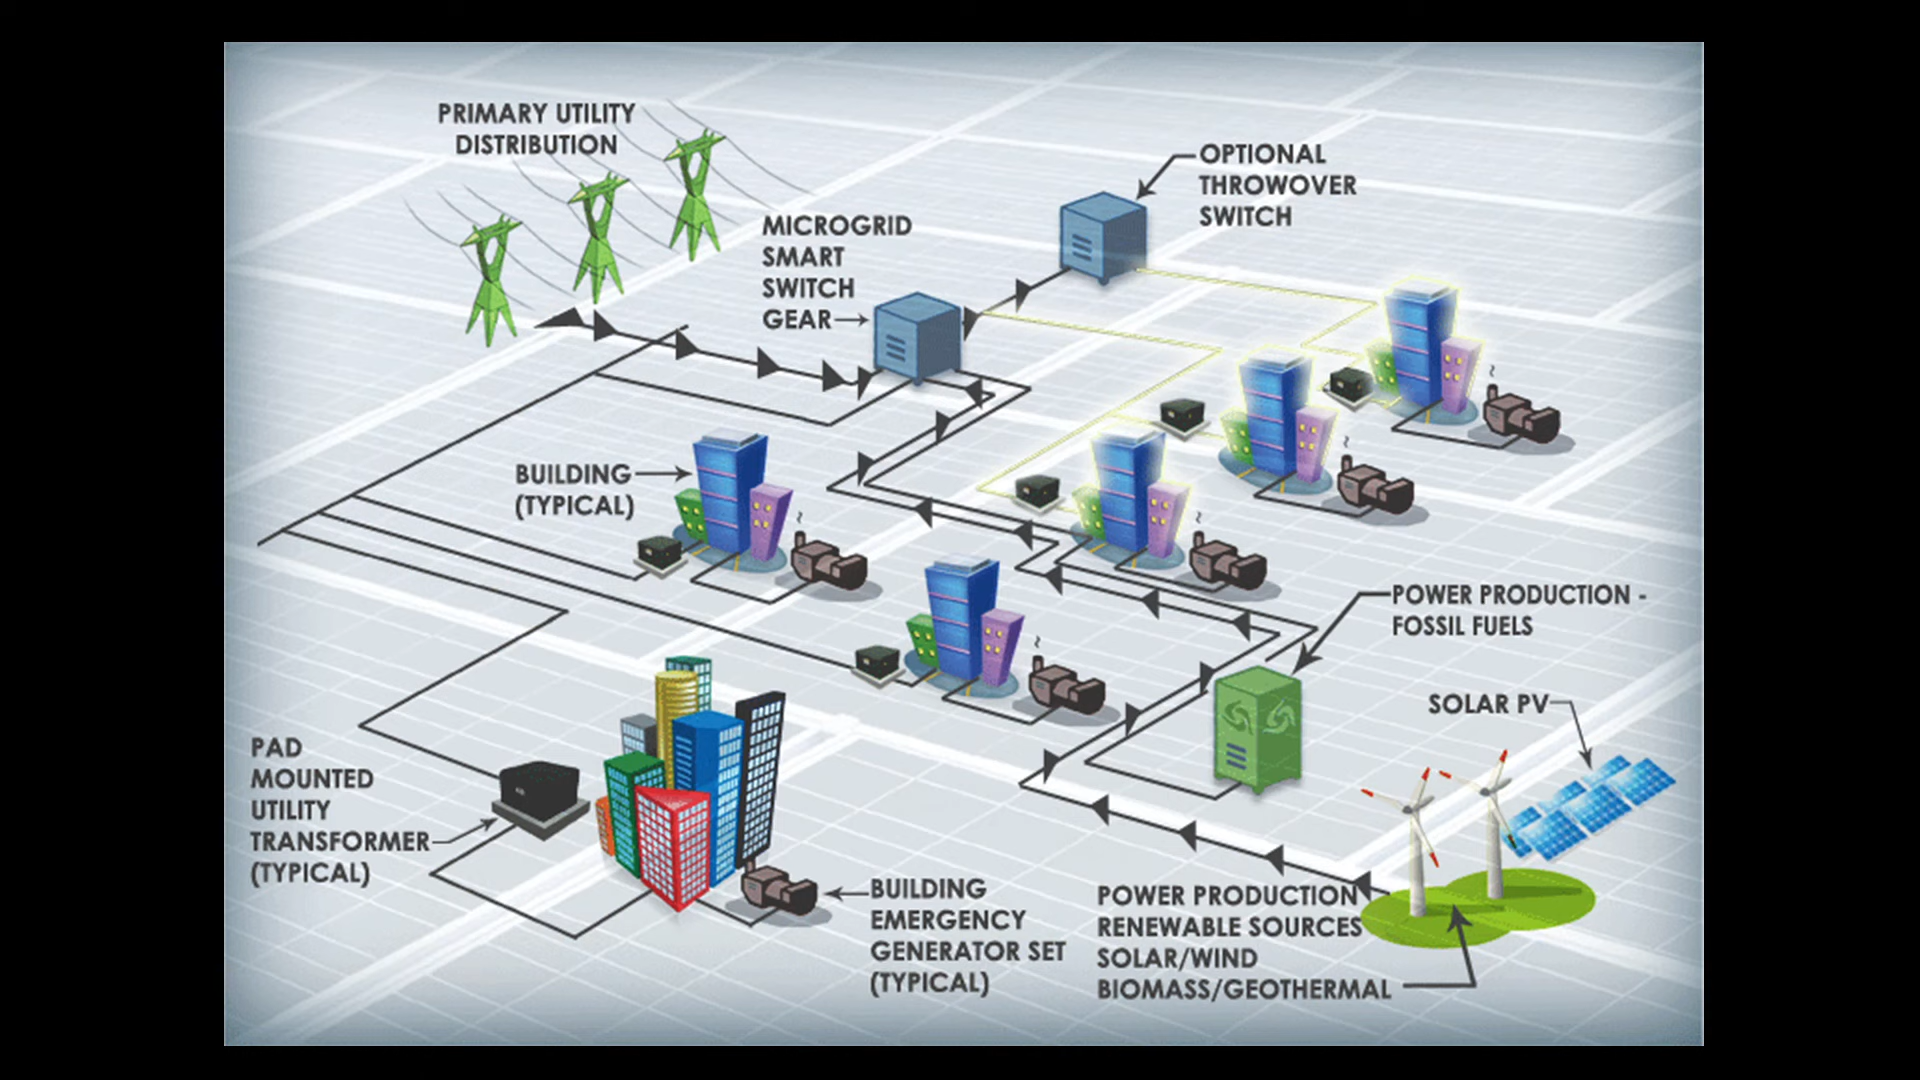 PRIMARY UTILITY
DISTRIBUTION
OPTIONAL
THROWOVER
SWITCH
MICROGRID
SMART
SWITCH
GEAR
BUILDING
(TYPICAL)
POWER PRODUCTION -
FOSSIL FUELS
SOLAR PV
PAD
MOUNTED
UTILITY
TRANSFORMER
(TYPICAL)
BUILDING
EMERGENCY
GENERATOR SET
(TYPICAL)
POWER PRODUCTION
RENEWABLE SOURCES
SOLAR/WIND
BIOMASS/GEOTHERMAL